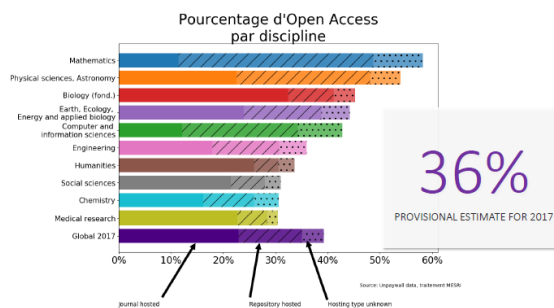 Pourcentage d'Open Access
par discipline
Mathematics
Physical sciences, Astronomy
Biology (fond.)
Earth, Ecology,
Energy and applied biology
Computer and
information sciences
Engineering
Humanities
Social sciences
Chemistry
Medical research
Global 2017
0% 10% 20% 30% 40% 50% 60%
36%
PROVISIONAL ESTIMATE FOR 2017
Source: Unpaywall data, traitement MESRI
Journal hosted
Repository hosted
Hosting type unknown